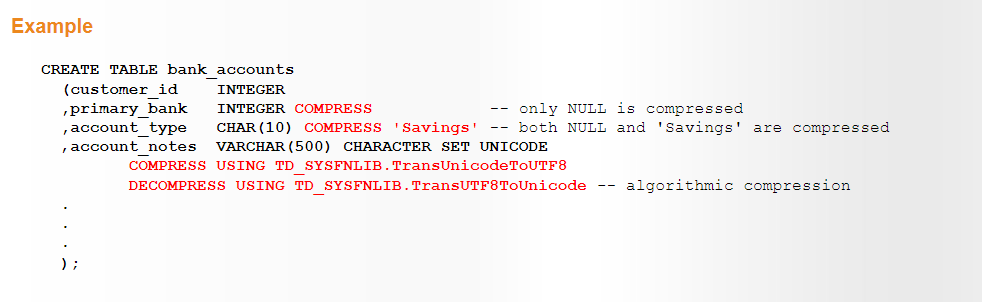 Example
CREATE TABLE bank_accounts
(customer_id INTEGER
,primary_bank INTEGER COMPRESS -- only NULL is compressed
,account_type CHAR(10) COMPRESS 'Savings' -- both NULL and 'Savings' are compressed
,account_notes VARCHAR(500) CHARACTER SET UNICODE
COMPRESS USING TD_SYSFNLIB.TransUnicodeToUTF8
DECOMPRESS USING TD_SYSFNLIB.TransUTF8ToUnicode -- algorithmic compression
.
.
.
);